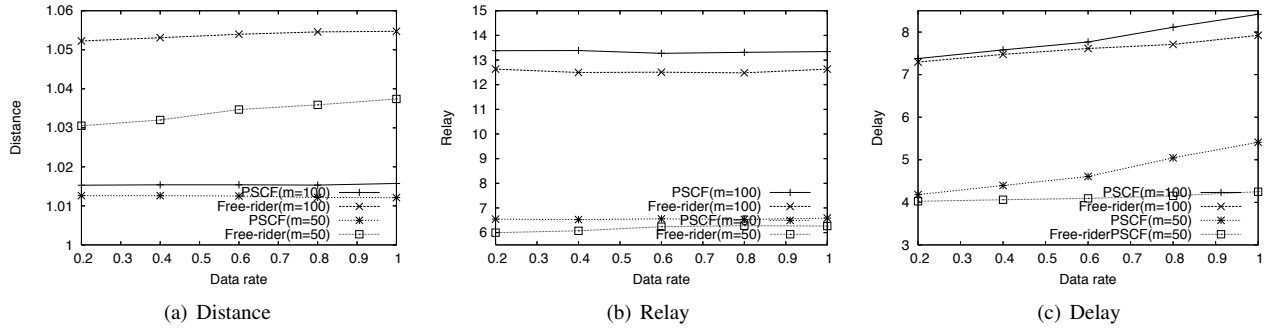 1.06
1.05
1.04
1.03
1.02
1.01
1
0.2 0.3 0.4 0.5 0.6 0.7 0.8 0.9 1
Distance
Data rate
PSCF(m=100)
Free-rider(m=100)
PSCF(m=50)
Free-rider(m=50)
(a) Distance
15
14
13
12
11
10
9
8
7
6
0.2 0.3 0.4 0.5 0.6 0.7 0.8 0.9 1
Relay
Data rate
PSCF(m=100)
Free-rider(m=100)
PSCF(m=50)
Free-rider(m=50)
(b) Relay
8
7
6
5
4
3
0.2 0.3 0.4 0.5 0.6 0.7 0.8 0.9 1
Delay
Data rate
PSCF(m=100)
Free-rider(m=100)
PSCF(m=50)
Free-riderPSCF(m=50)
(c) Delay